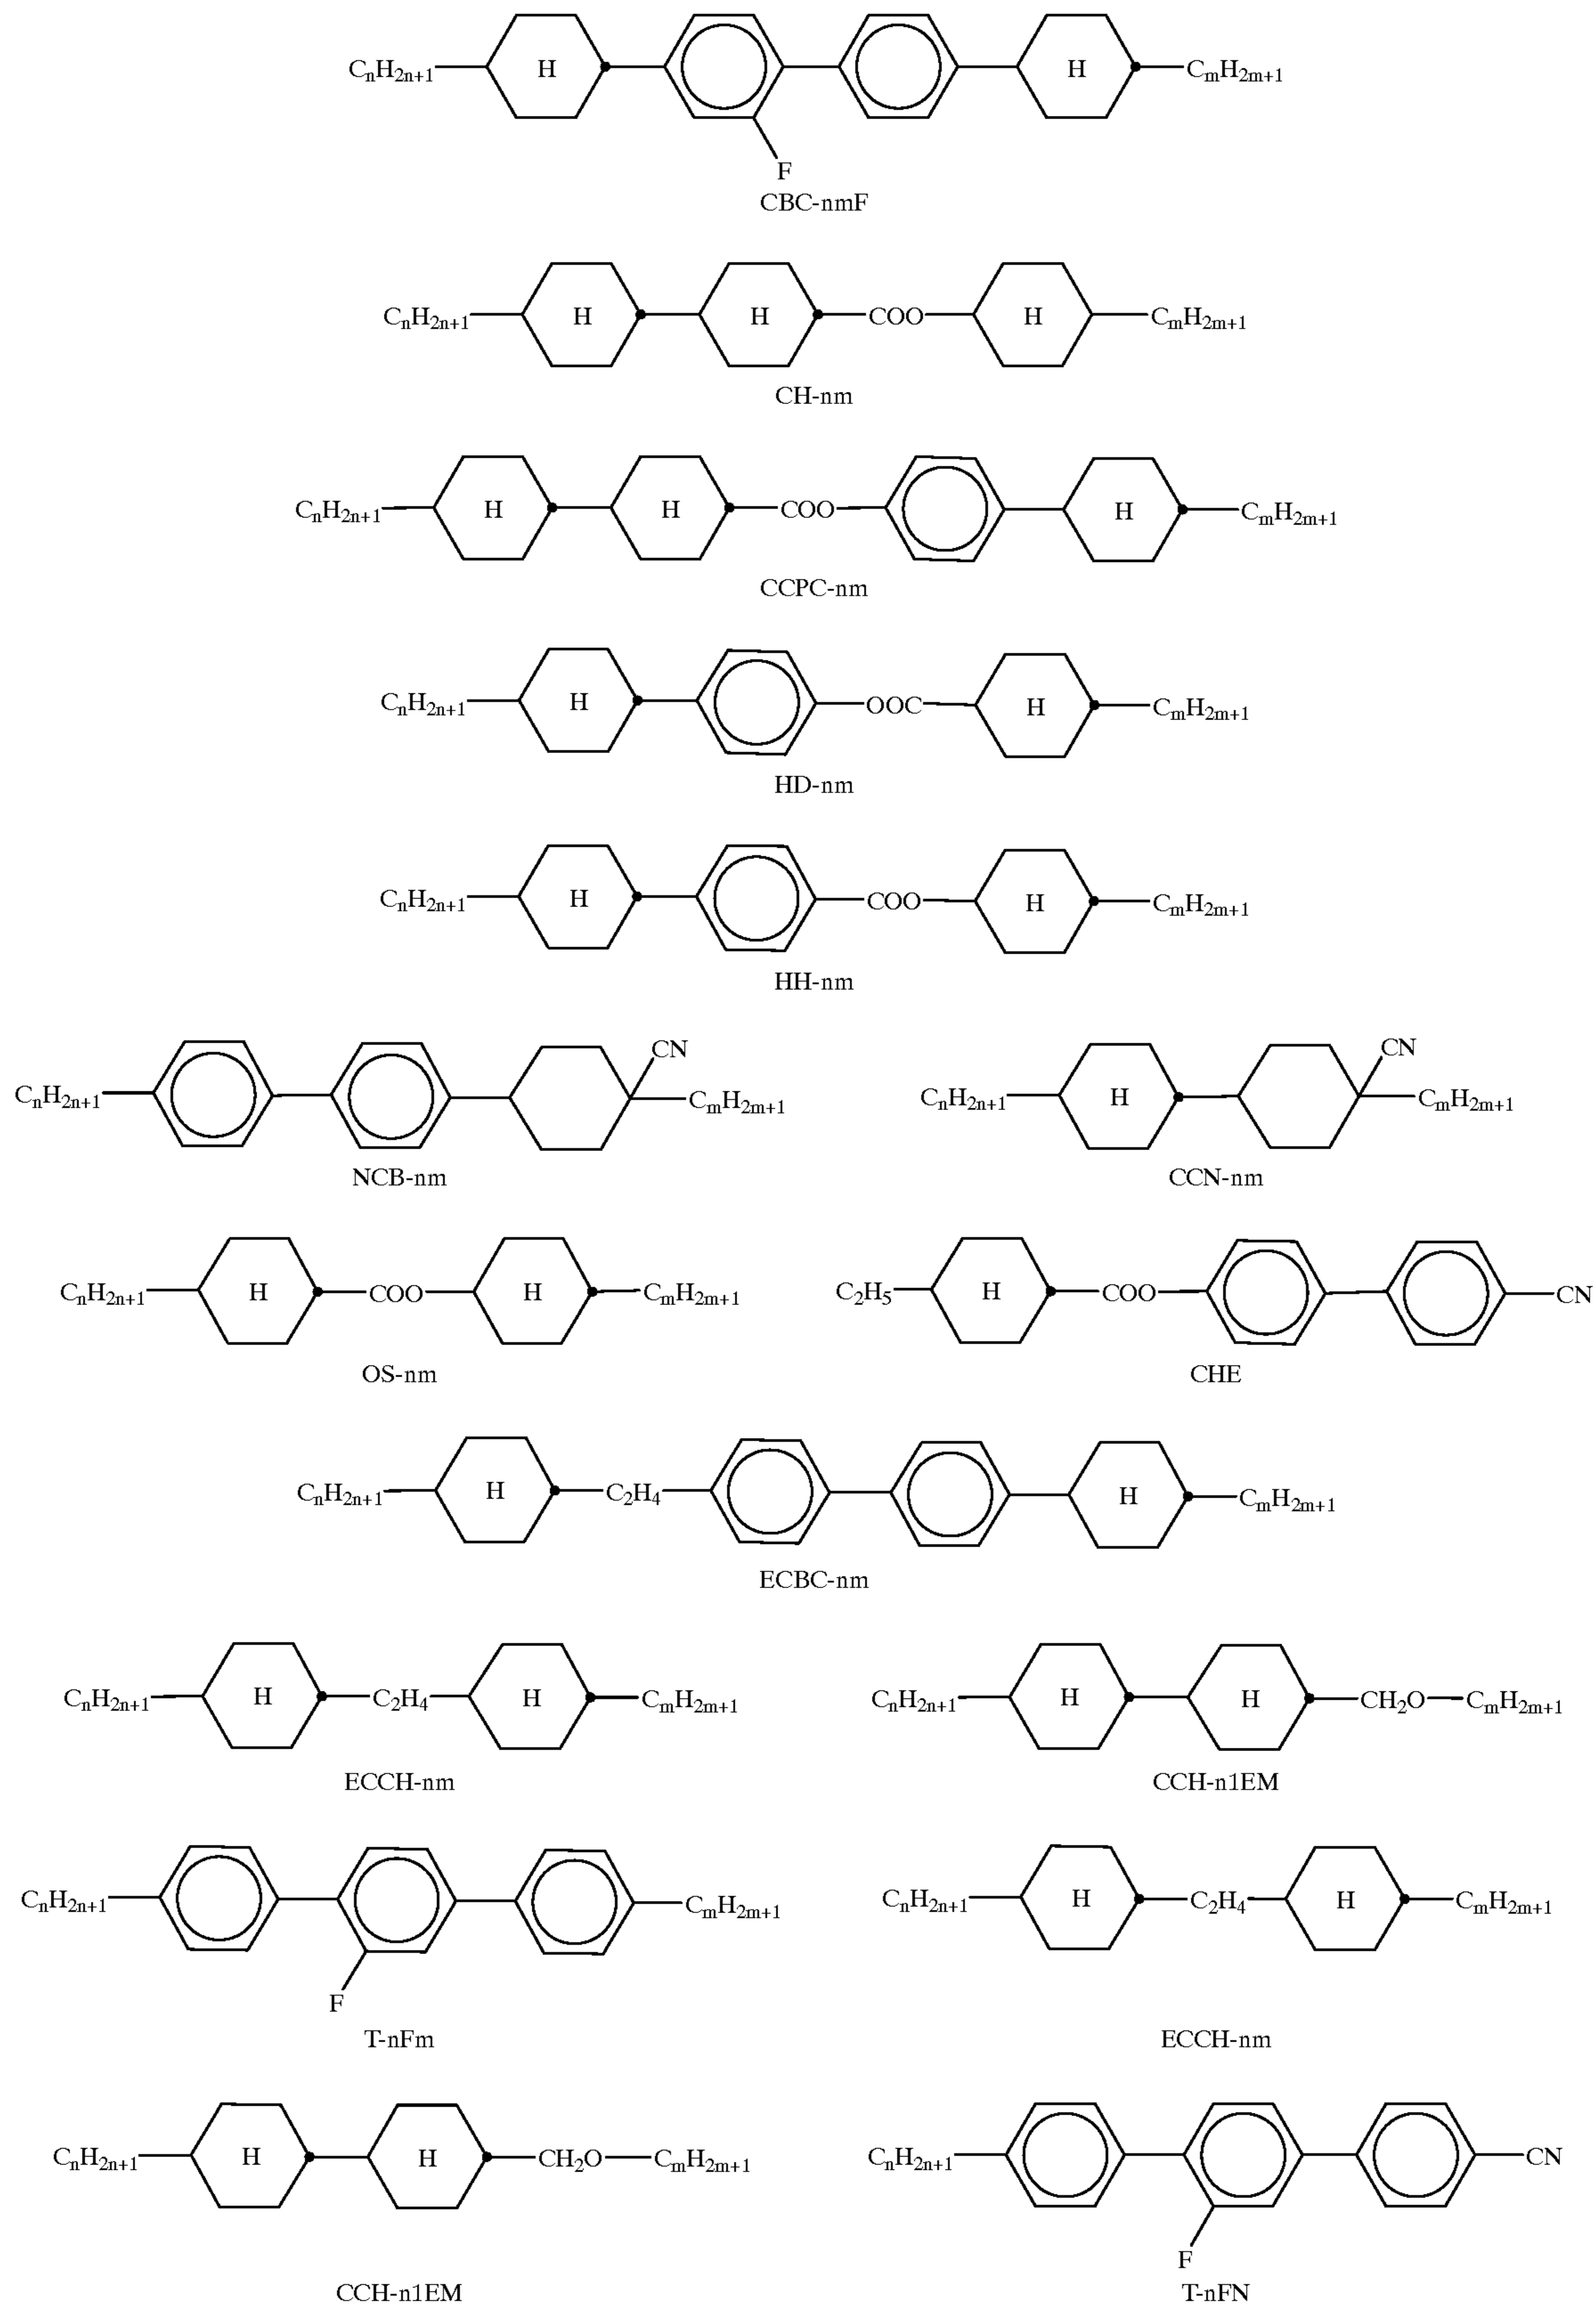 CnH2n+1 H H CmH2m+1
F
CBC-nmF
CnH2n+1 H H COO H CmH2m+1
CH-nm
CnH2n+1 H H COO H CmH2m+1
CCPC-nm
CnH2n+1 H OOC H CmH2m+1
HD-nm
CnH2n+1 H COO H CmH2m+1
HH-nm
CN
CnH2n+1 CmH2m+1
NCB-nm
CN
CnH2n+1 H CmH2m+1
CCN-nm
CnH2n+1 H COO H CmH2m+1
OS-nm
C2H5 H COO CN
CHE
CnH2n+1 H C2H4 H CmH2m+1
ECBC-nm
CnH2n+1 H C2H4 H CmH2m+1
ECCH-nm
CnH2n+1 H H CH2O CmH2m+1
CCH-n1EM
CnH2n+1 CmH2m+1
F
T-nFm
CnH2n+1 H C2H4 H CmH2m+1
ECCH-nm
CnH2n+1 H H CH2O CmH2m+1
CCH-n1EM
CnH2n+1 CN
F
T-nFN